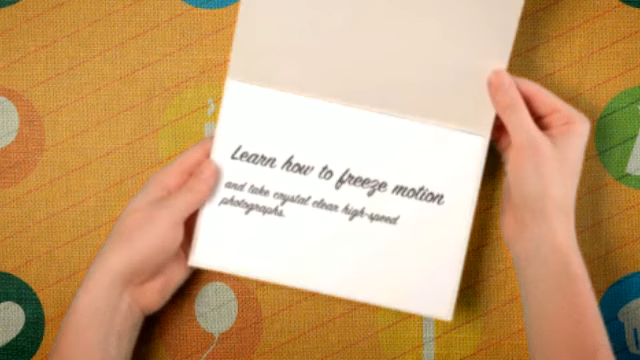 Learn how to freeze motion
and take crystal clear high-speed
photographs.